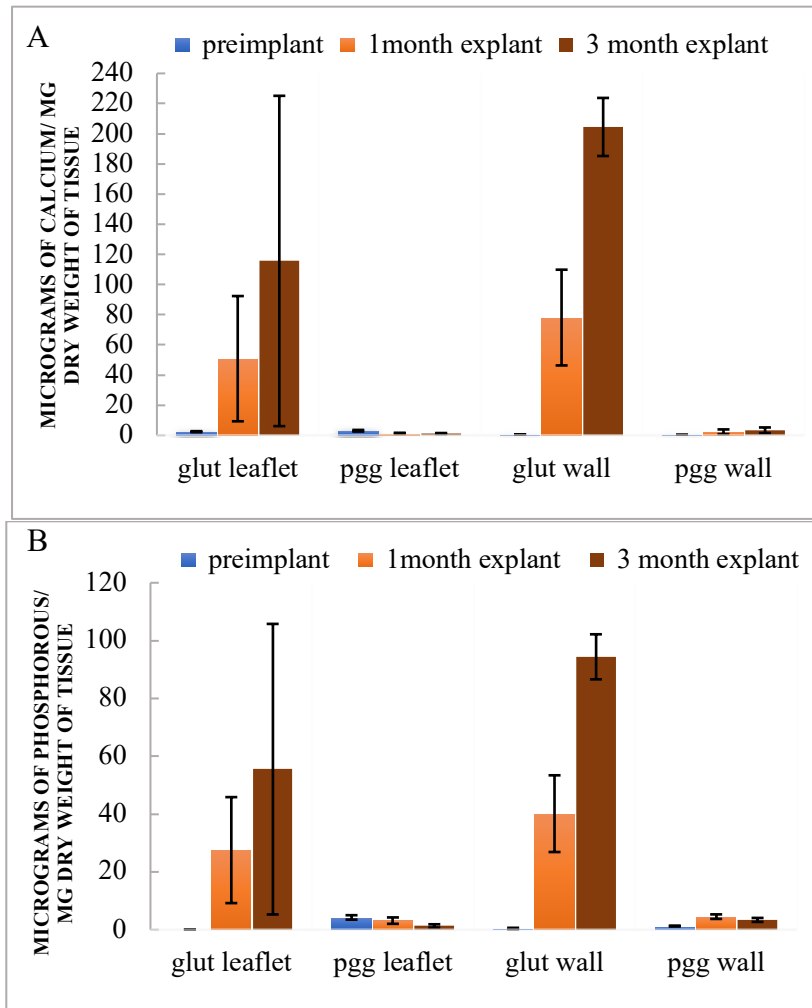 A
preimplant 1month explant 3 month explant
MICROGRAMS OF CALCIUM/ MG
DRY WEIGHT OF TISSUE
240
220
200
180
160
140
120
100
80
60
40
20
0
glut leaflet pgg leaflet glut wall pgg wall
B
preimplant 1month explant 3 month explant
MICROGRAMS OF PHOSPHOROUS/
MG DRY WEIGHT OF TISSUE
120
100
80
60
40
20
0
glut leaflet pgg leaflet glut wall pgg wall